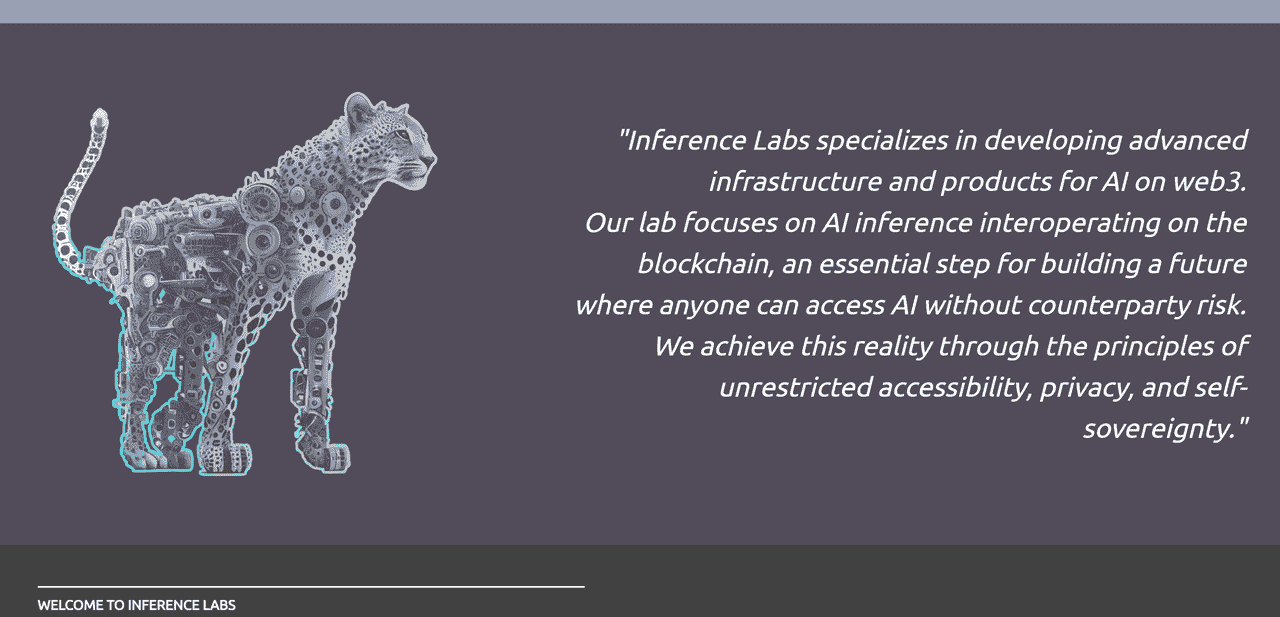 "Inference Labs specializes in developing advanced
infrastructure and products for AI on web3.
Our lab focuses on AI inference interoperating on the
blockchain, an essential step for building a future
where anyone can access AI without counterparty risk.
We achieve this reality through the principles of
unrestricted accessibility, privacy, and self-
sovereignty."
WELCOME TO INFERENCE LABS